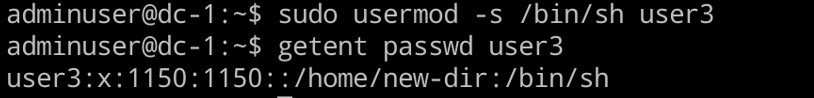 adminuser@dc-1:~$ sudo usermod -s /bin/sh user3
adminuser@dc-1:~$ getent passwd user3
user3:x:1150:1150::/home/new-dir:/bin/sh